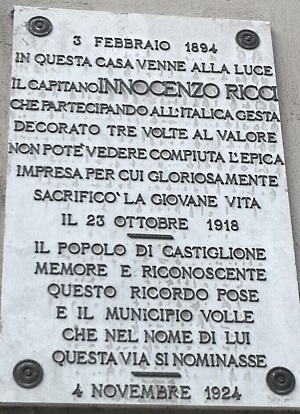 3 FEBBRAIO 1894
IN QUESTA CASA VENNE ALLA LUCE
IL CAPITANO INNOCENZO RICCI
CHE PARTECIPANDO ALL'ITALICA GESTA
DECORATO TRE VOLTE AL VALORE
NON POTE' VEDERE COMPIUTA L'EPICA
IMPRESA PER CUI GLORIOSAMENTE
SACRIFICO' LA GIOVANE VITA
IL 23 OTTOBRE 1918
IL POPOLO DI CASTIGLIONE
MEMORE E RICONOSCENTE
QUESTO RICORDO POSE
E IL MUNICIPIO VOLLE
CHE NEL NOME DI LUI
QUESTA VIA SI NOMINASSE
4 NOVEMBRE 1924